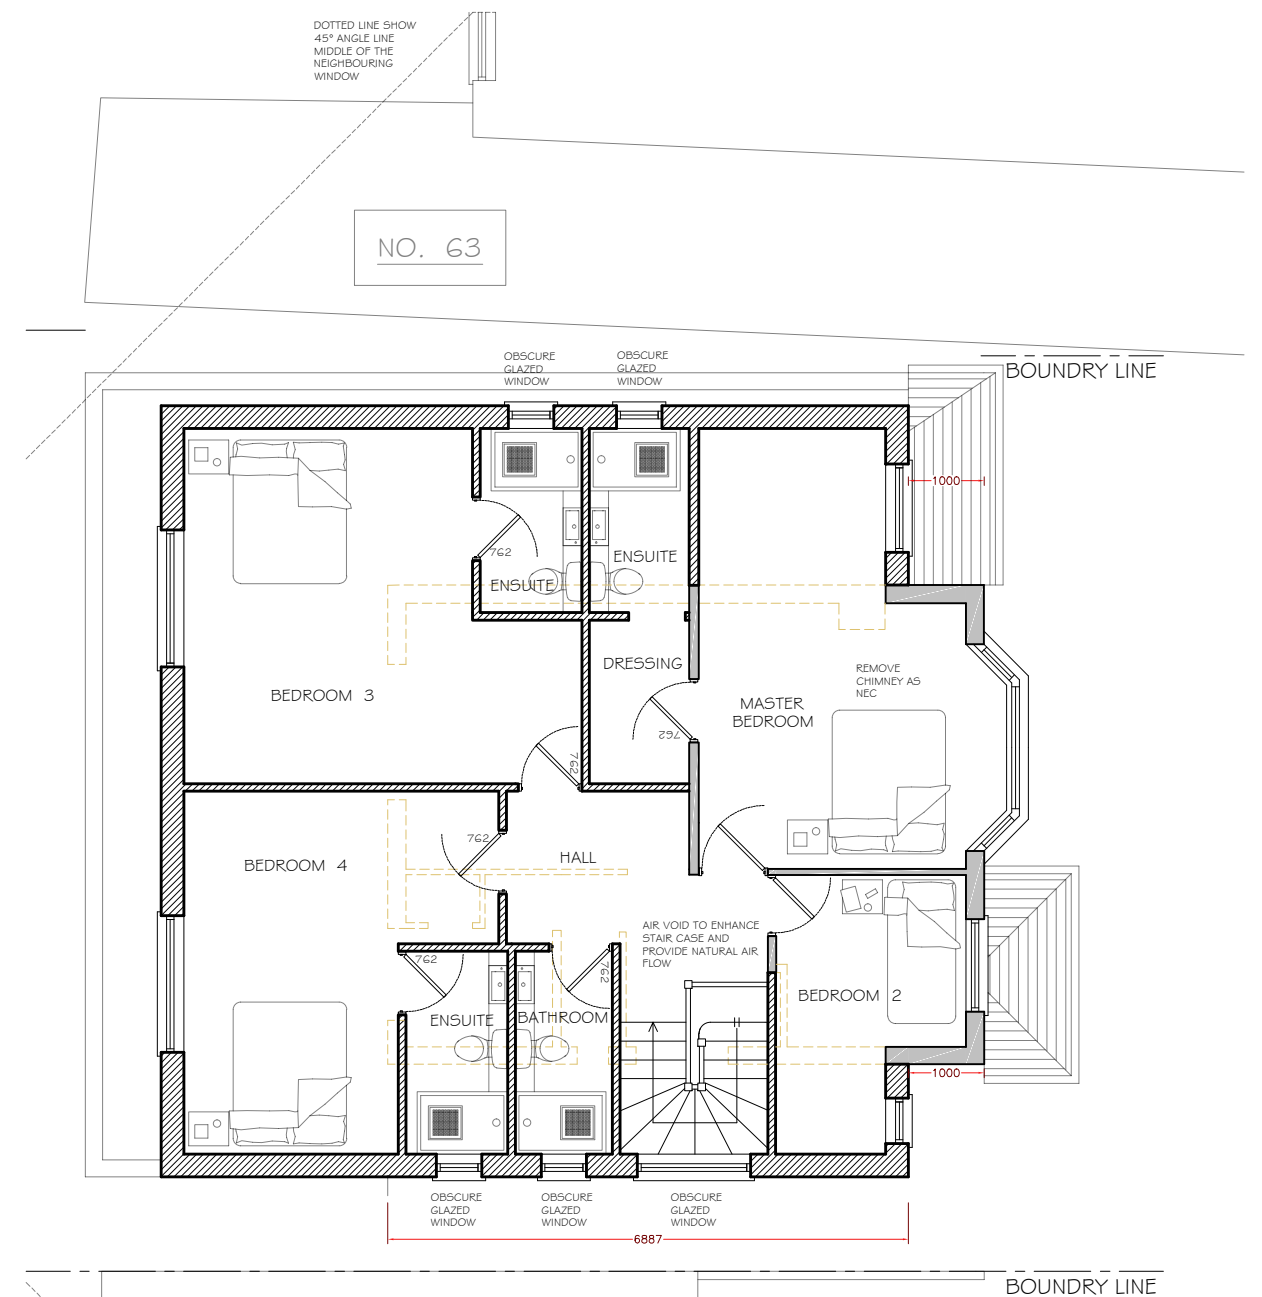 DOTTED LINE SHOW
45° ANGLE LINE
MIDDLE OF THE
NEIGHBOURING
WINDOW
NO. 63
OBSCURE
GLAZED
WINDOW
OBSCURE
GLAZED
WINDOW
BOUNDRY LINE
1000
762
ENSUITE
ENSUITE
DRESSING
BEDROOM 3
REMOVE
CHIMNEY AS
NEC
MASTER
BEDROOM
762
762
762
HALL
BEDROOM 4
AIR VOID TO ENHANCE
STAIR CASE AND
PROVIDE NATURAL AIR
FLOW
762
762
BEDROOM 2
ENSUITE
BATHROOM
H
1000
OBSCURE
GLAZED
WINDOW
OBSCURE
GLAZED
WINDOW
OBSCURE
GLAZED
WINDOW
6887
BOUNDRY LINE